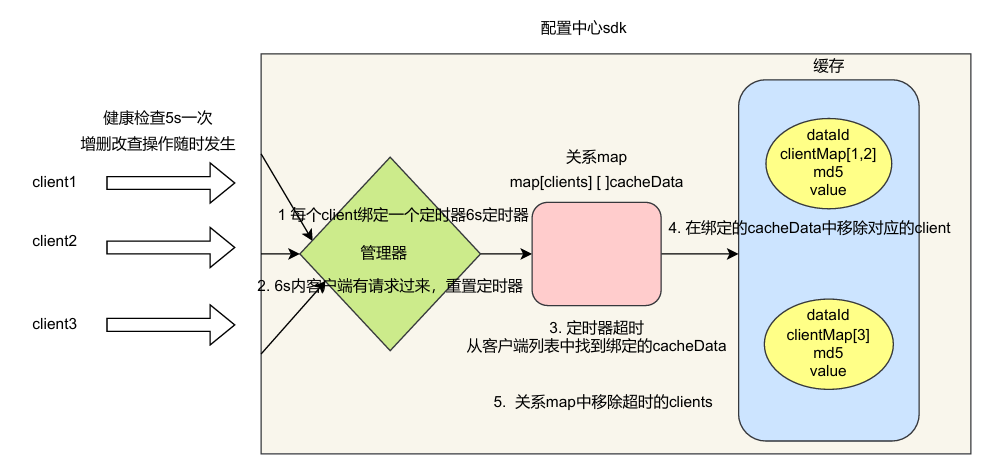 配置中心sdk
缓存
健康检查5s一次
增删改查操作随时发生
client1
client2
client3
1 每个client绑定一个定时器6s定时器
管理器
2. 6s内客户端有请求过来，重置定时器
关系map
map[clients] [ ]cacheData
3. 定时器超时
从客户端列表中找到绑定的cacheData
5.  关系map中移除超时的clients
dataId
clientMap[1,2]
md5
value
4. 在绑定的cacheData中移除对应的client
dataId
clientMap[3]
md5
value